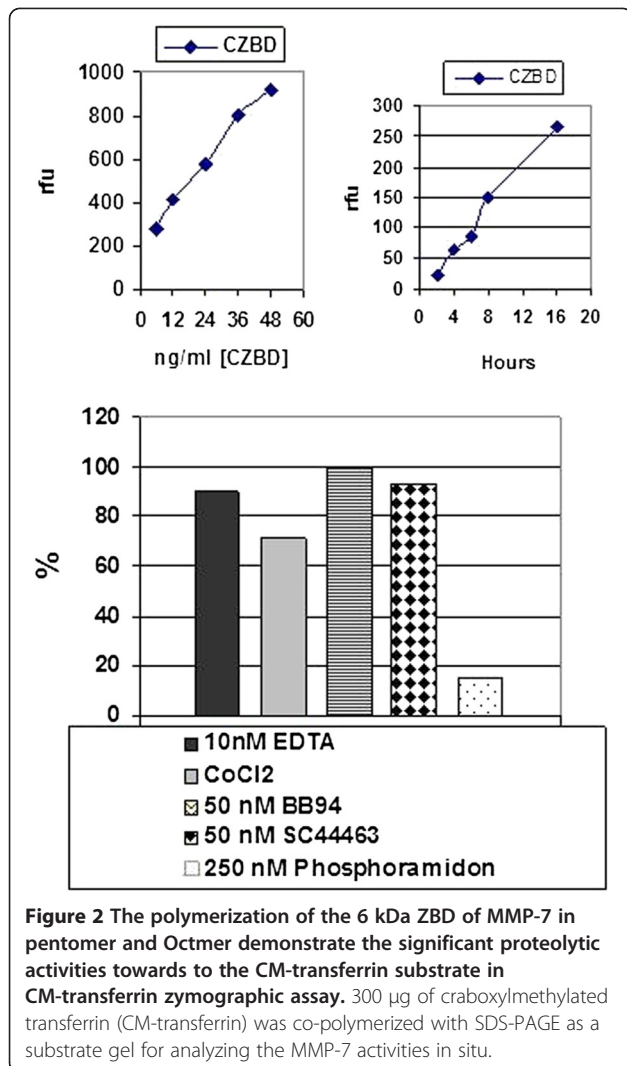 CZBD
1000
800
600
400
200
0
rfu
0 12 24 36 48 60
ng/ml [CZBD]
CZBD
300
250
200
150
100
50
0
rfu
0 4 8 12 16 20
Hours
120
100
80
60
40
20
0
%
10nM EDTA
CoCl2
50 nM BB94
50 nM SC44463
250 nM Phosphoramidon
Figure 2 The polymerization of the 6 kDa ZBD of MMP-7 in
pentomer and Octmer demonstrate the significant proteolytic
activities towards to the CM-transferrin substrate in
CM-transferrin zymographic assay. 300 μg of craboxylmethylated
transferrin (CM-transferrin) was co-polymerized with SDS-PAGE as a
substrate gel for analyzing the MMP-7 activities in situ.